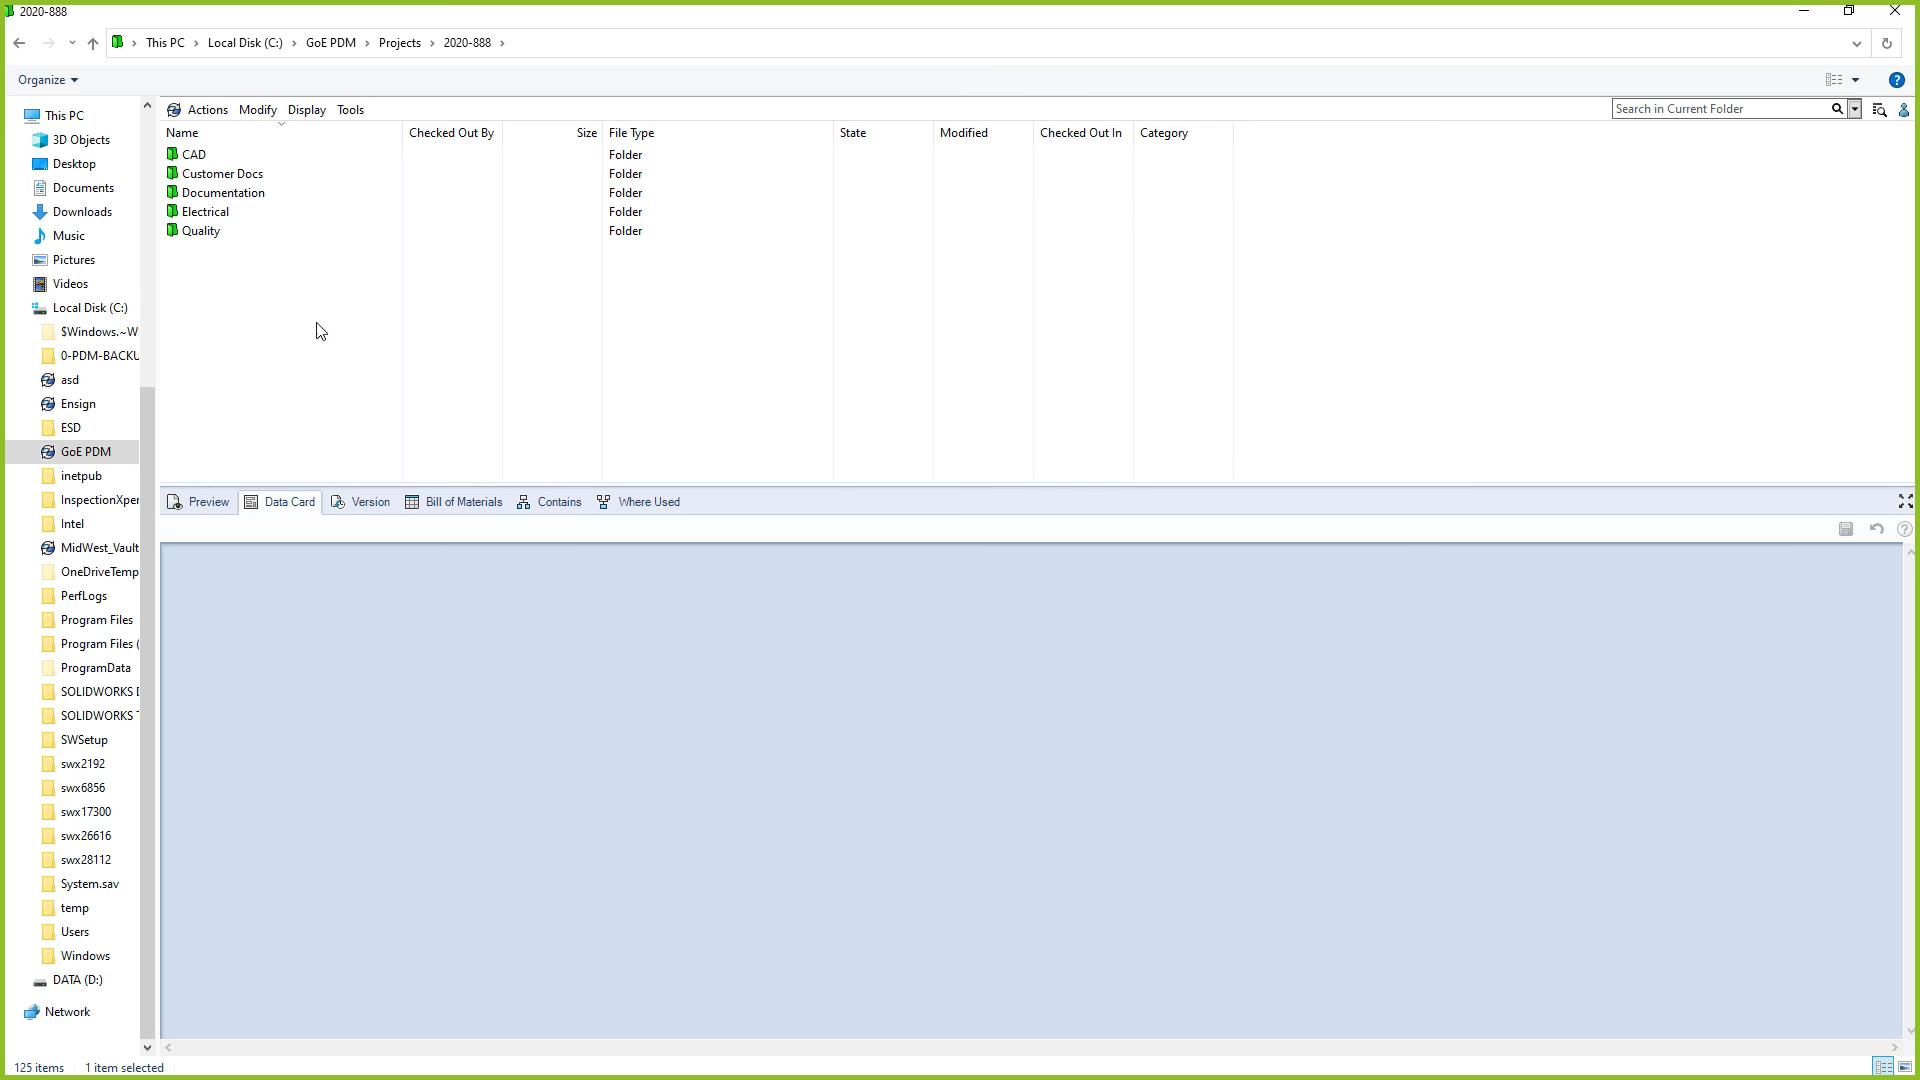 2020-888
This PC > Local Disk (C:) > GoE PDM > Projects > 2020-888 >
Organize
This PC
3D Objects
Desktop
Documents
Downloads
Music
Pictures
Videos
Local Disk (C:)
$Windows.~W
0-PDM-BACKU
asd
Ensign
ESD
GoE PDM
inetpub
InspectionXper
Intel
MidWest_Vault
OneDriveTemp
PerfLogs
Program Files
Program Files (
ProgramData
SOLIDWORKS D
SOLIDWORKS T
SWSetup
swx2192
swx6856
swx17300
swx26616
swx28112
System.sav
temp
Users
Windows
DATA (D:)
Network
Actions Modify Display Tools
Search in Current Folder
Name Checked Out By Size File Type State Modified Checked Out In Category
CAD Folder
Customer Docs Folder
Documentation Folder
Electrical Folder
Quality Folder
Preview Data Card Version Bill of Materials Contains Where Used
125 items 1 item selected